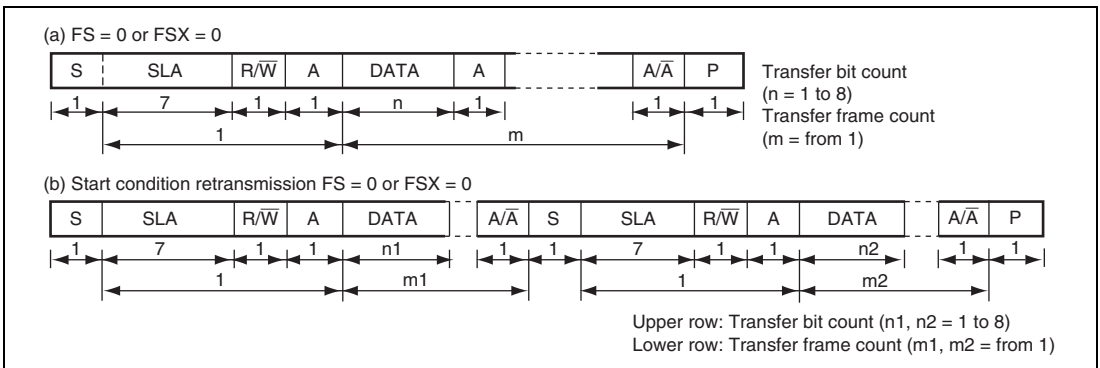 (a) FS = 0 or FSX = 0
S SLA R/W̅ A DATA A A/A̅ P
1 7 1 1 n 1 1 1
1 m
Transfer bit count
(n = 1 to 8)
Transfer frame count
(m = from 1)
(b) Start condition retransmission FS = 0 or FSX = 0
S SLA R/W̅ A DATA A/A̅ S SLA R/W̅ A DATA A/A̅ P
1 7 1 1 n1 1 1 7 1 1 n2 1 1
1 m1 1 m2
Upper row: Transfer bit count (n1, n2 = 1 to 8)
Lower row: Transfer frame count (m1, m2 = from 1)